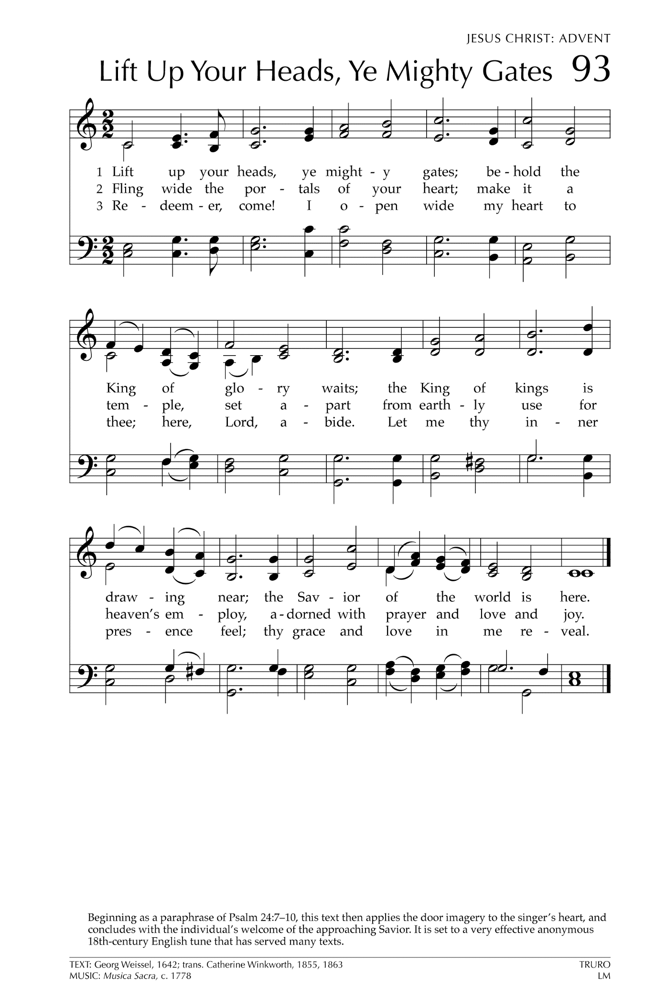 JESUS CHRIST: ADVENT
Lift Up Your Heads, Ye Mighty Gates 93
1 Lift up your heads, ye might - y gates; be - hold the
2 Fling wide the por - tals of your heart; make it a
3 Re - deem - er, come! I o - pen wide my heart to
King of glo - ry waits; the King of kings is
tem - ple, set a - part from earth - ly use for
thee; here, Lord, a - bide. Let me thy in - ner
draw - ing near; the Sav - ior of the world is here.
heaven's em - ploy, a - dorned with prayer and love and joy.
pres - ence feel; thy grace and love in me re - veal.
Beginning as a paraphrase of Psalm 24:7–10, this text then applies the door imagery to the singer's heart, and
concludes with the individual's welcome of the approaching Savior. It is set to a very effective anonymous
18th-century English tune that has served many texts.
TEXT: Georg Weissel, 1642; trans. Catherine Winkworth, 1855, 1863 TRURO
MUSIC: Musica Sacra, c. 1778 LM